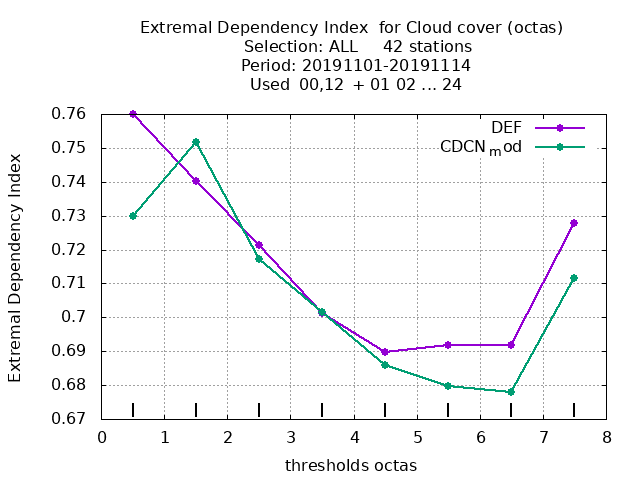 Extremal Dependency Index  for Cloud cover (octas)
Selection: ALL     42 stations
Period: 20191101-20191114
Used  00,12  + 01 02 ... 24
DEF
CDCNmod
Extremal Dependency Index
0.76
0.75
0.74
0.73
0.72
0.71
0.7
0.69
0.68
0.67
0 1 2 3 4 5 6 7 8
thresholds octas